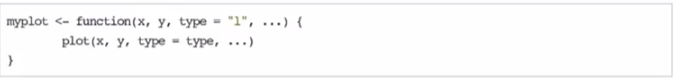 myplot <- function(x, y, type = "l", ...) {
        plot(x, y, type = type, ...)
}